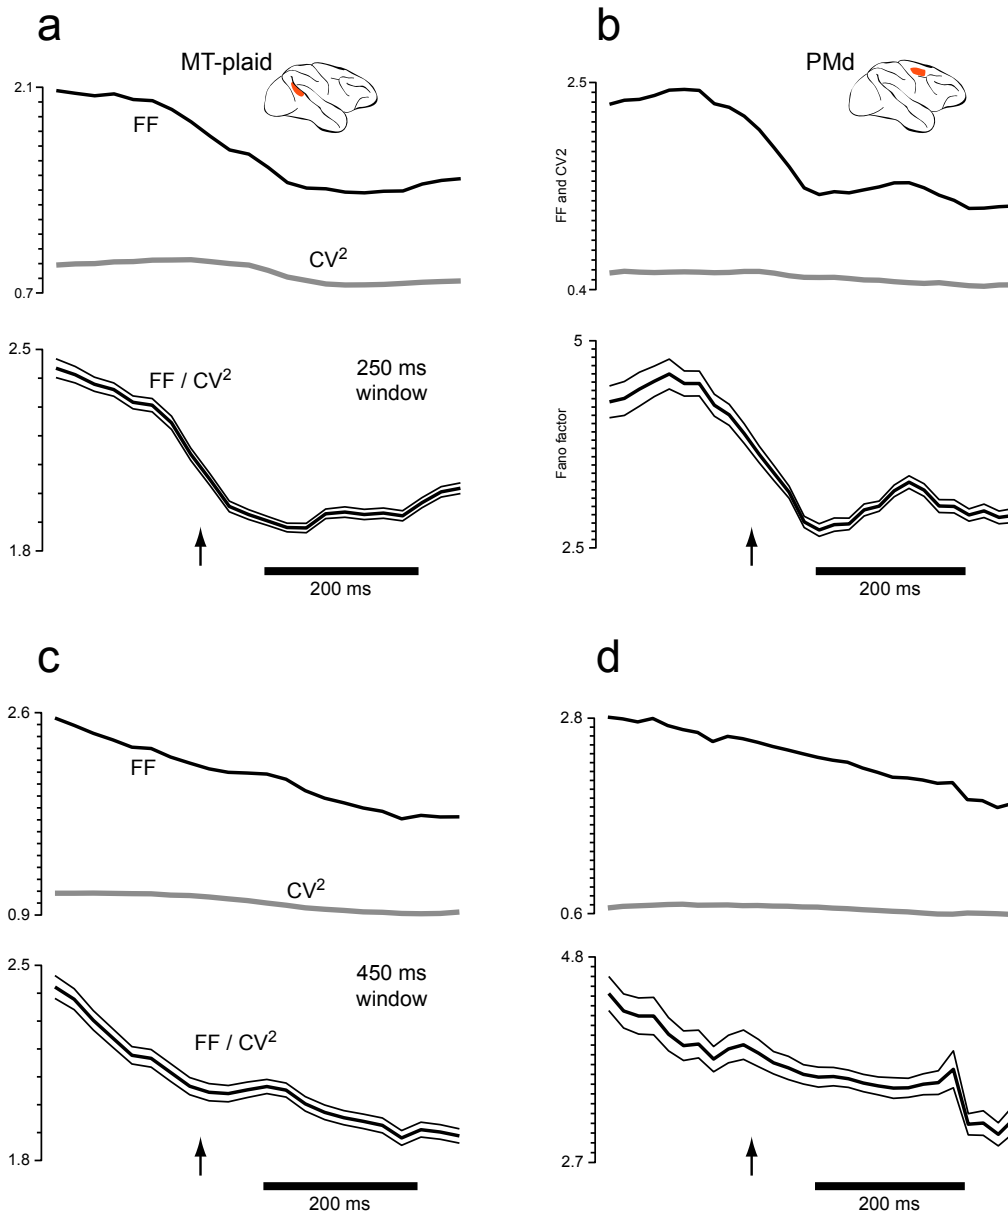 a
MT-plaid
2.1
FF
CV2
0.7
2.5
FF / CV2
250 ms
window
1.8
200 ms
b
PMd
2.5
FF and CV2
0.4
5
Fano factor
2.5
200 ms
c
2.6
FF
CV2
0.9
2.5
450 ms
window
FF / CV2
1.8
200 ms
d
2.8
0.6
4.8
2.7
200 ms